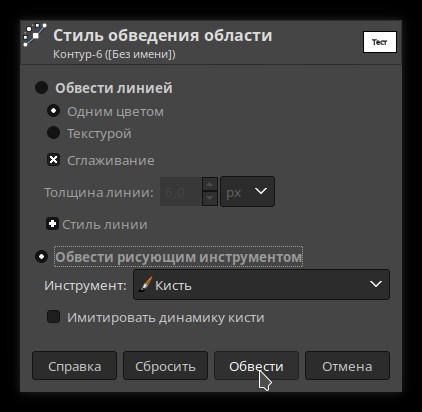 Стиль обведения области
Контур-6 ([Без имени])
Тест
Обвести линией
Одним цветом
Текстурой
Сглаживание
Толщина линии: 6,0 px
Стиль линии
Обвести рисующим инструментом
Инструмент: Кисть
Имитировать динамику кисти
Справка Сбросить Обвести Отмена